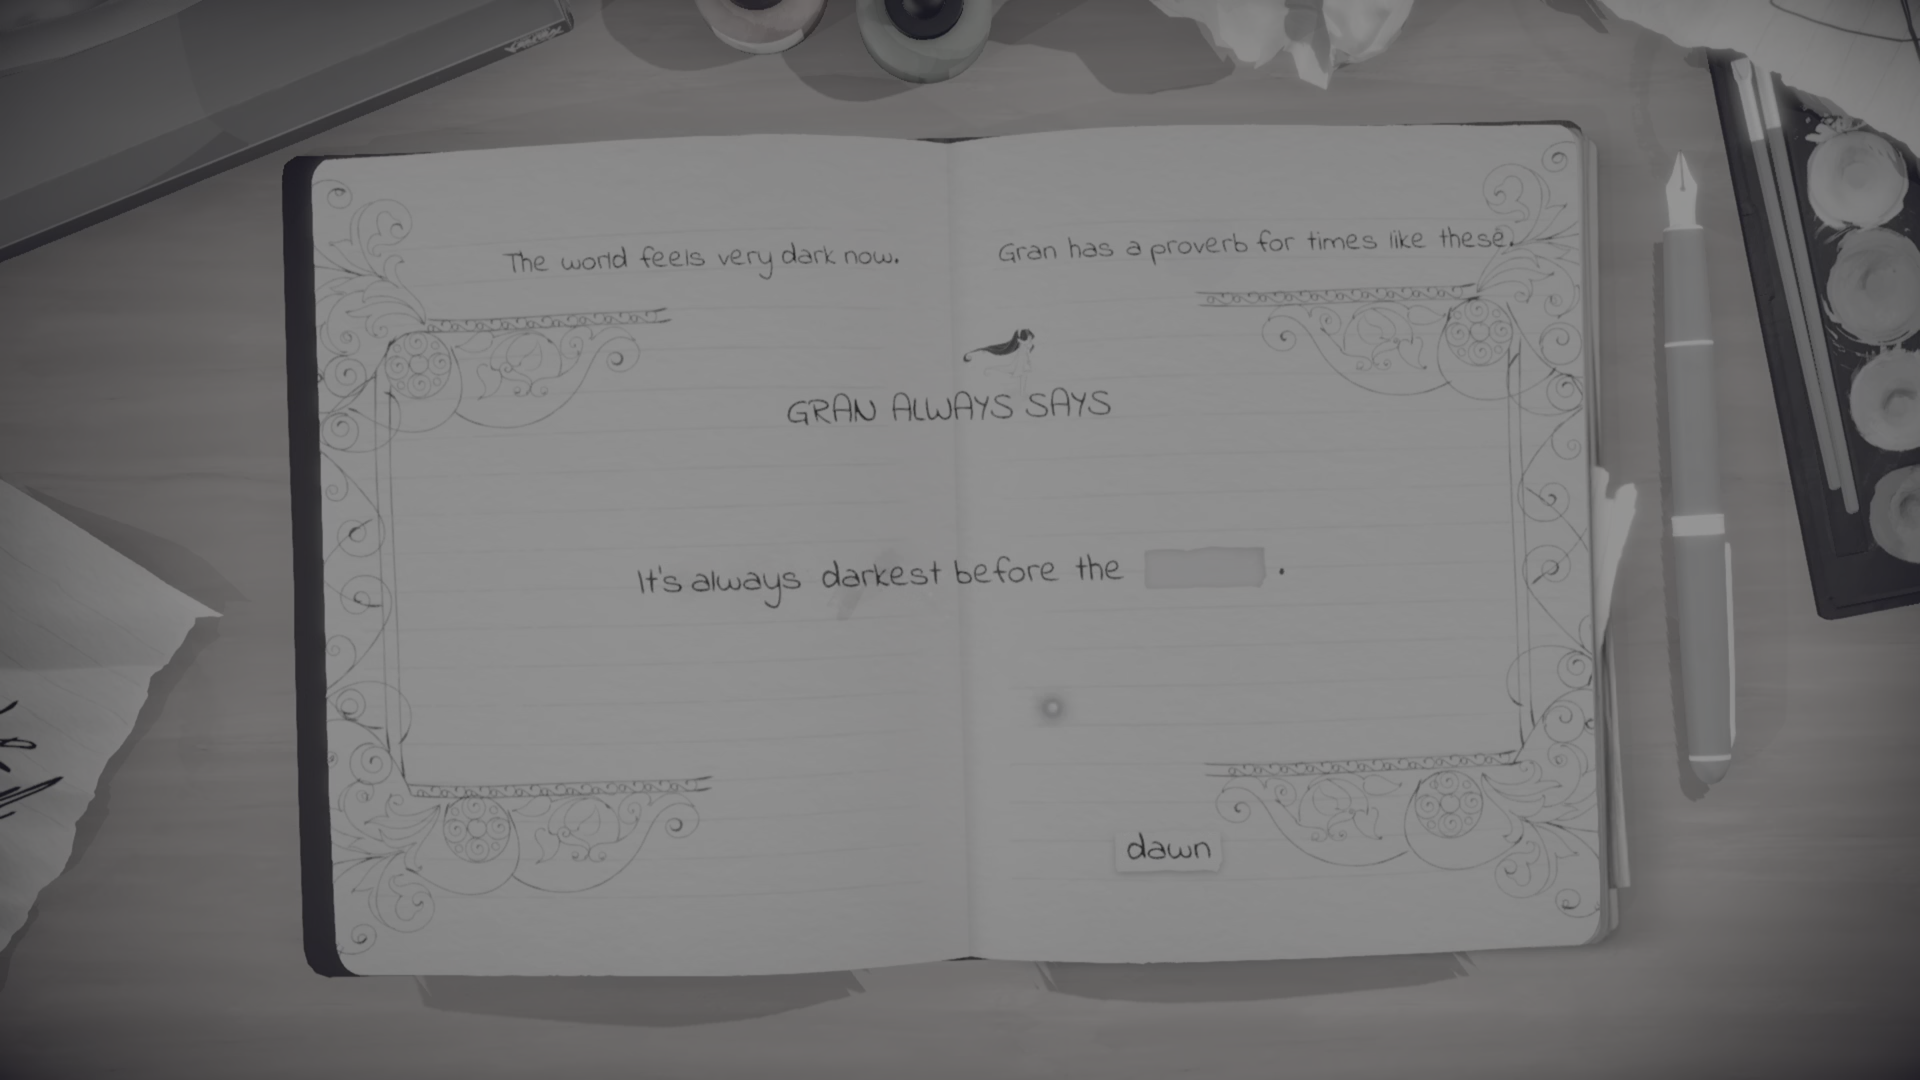 The world feels very dark now.
Gran has a proverb for times like these.
GRAN ALWAYS SAYS
It's always darkest before the .
dawn